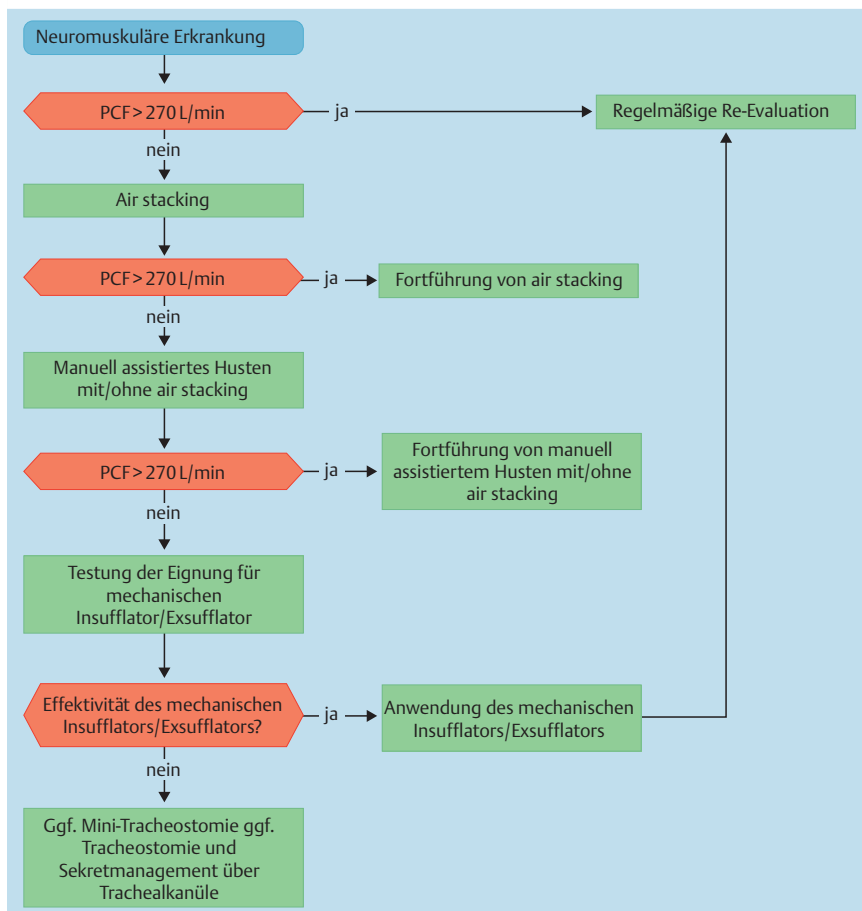 Neuromuskuläre Erkrankung
PCF > 270 L/min
ja
Regelmäßige Re-Evaluation
nein
Air stacking
PCF > 270 L/min
ja
Fortführung von air stacking
nein
Manuell assistiertes Husten
mit/ohne air stacking
PCF > 270 L/min
ja
Fortführung von manuell
assistiertem Husten mit/ohne
air stacking
nein
Testung der Eignung für
mechanischen
Insufflator/Exsufflator
Effektivität des mechanischen
Insufflators/Exsufflators?
ja
Anwendung des mechanischen
Insufflators/Exsufflators
nein
Ggf. Mini-Tracheostomie ggf.
Tracheostomie und
Sekretmanagement über
Trachealkanüle